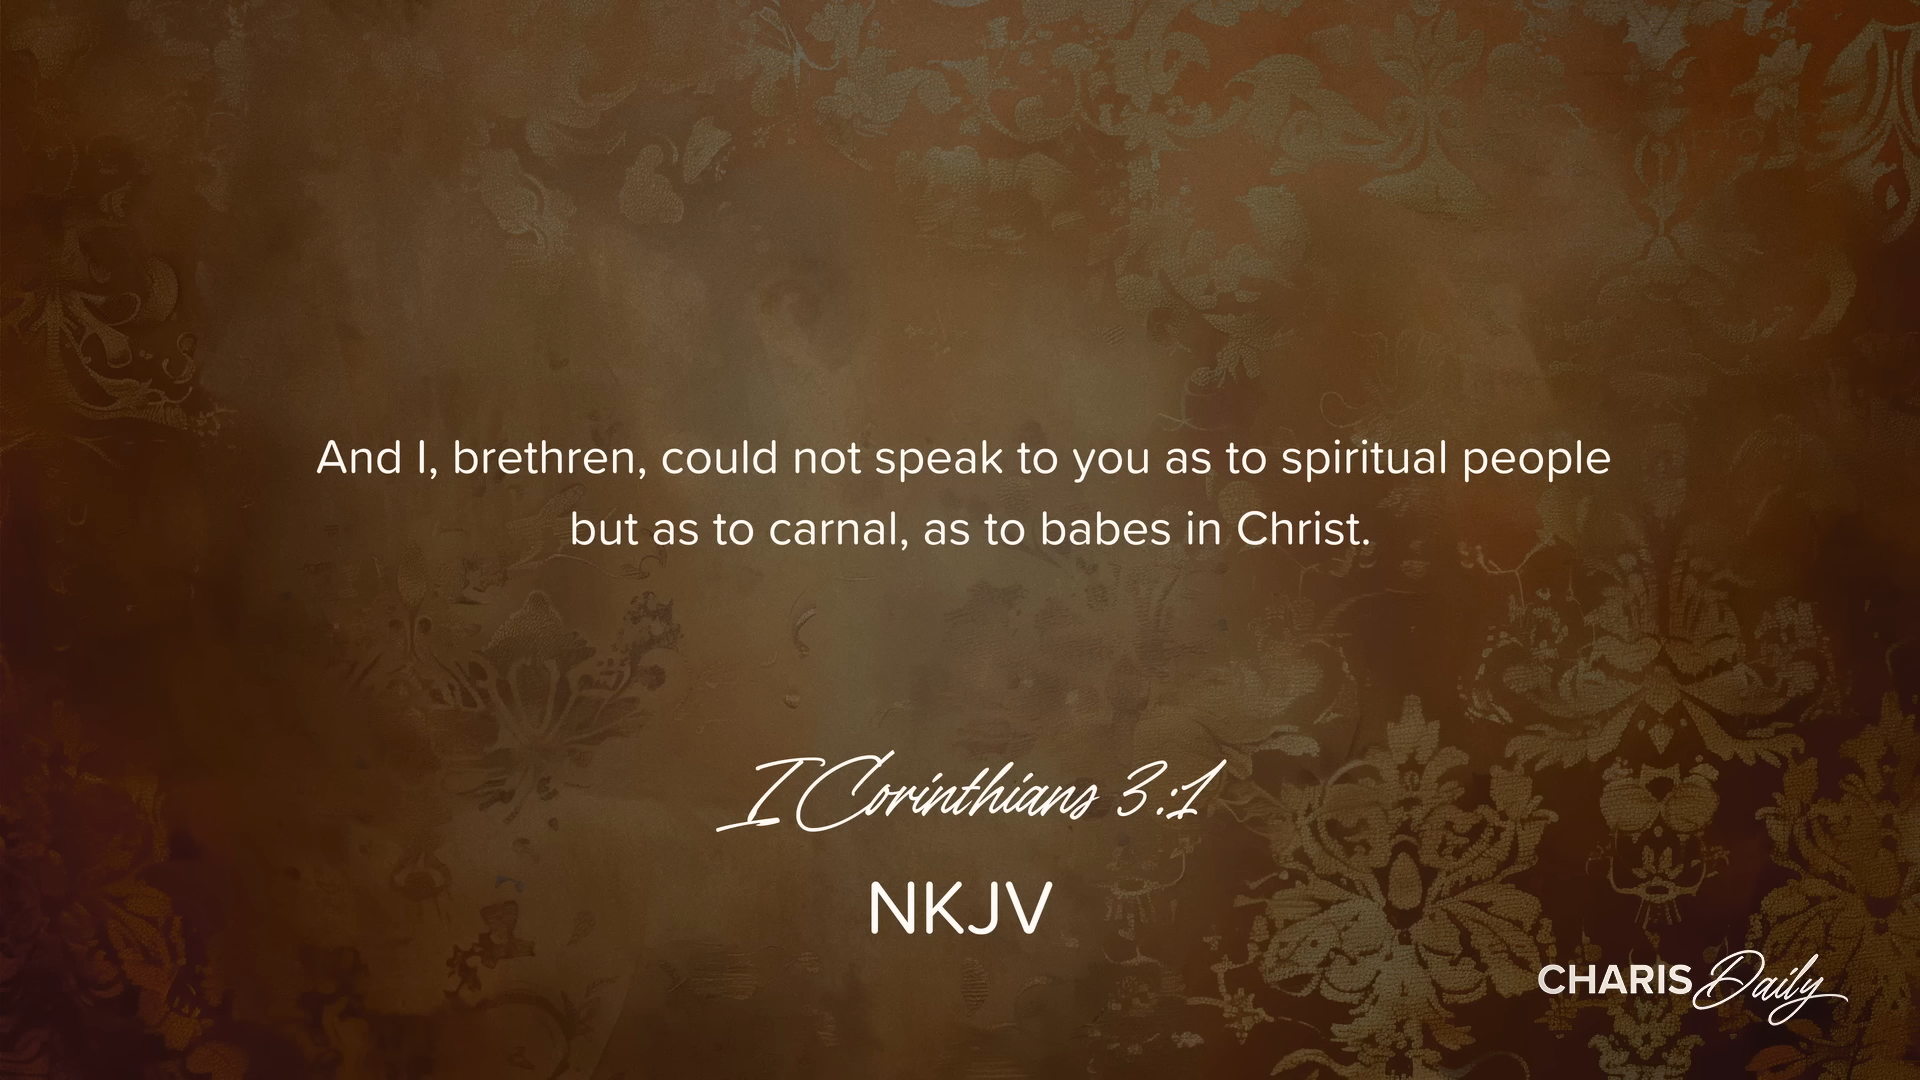 And I, brethren, could not speak to you as to spiritual people
but as to carnal, as to babes in Christ.
I Corinthians 3:1
NKJV
CHARIS Daily